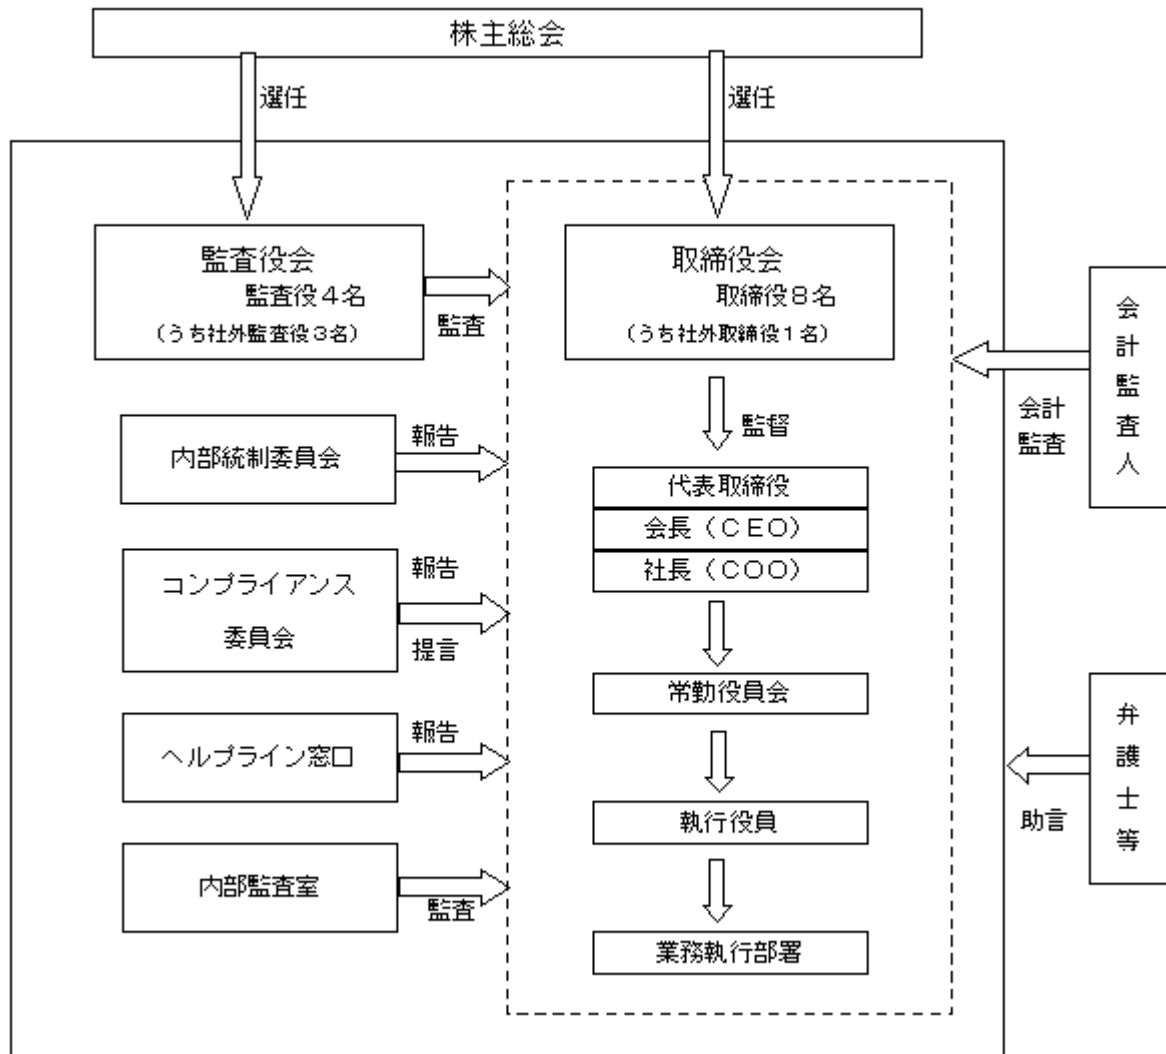 株主総会
選任
選任
監査役会
監査役4名
（うち社外監査役3名）
監査
取締役会
取締役8名
（うち社外取締役1名）
会計監査人
会計
監査
監督
内部統制委員会
報告
代表取締役
会長（CEO）
社長（COO）
コンプライアンス
委員会
報告
提言
常勤役員会
ヘルプライン窓口
報告
執行役員
弁護士等
助言
内部監査室
監査
業務執行部署